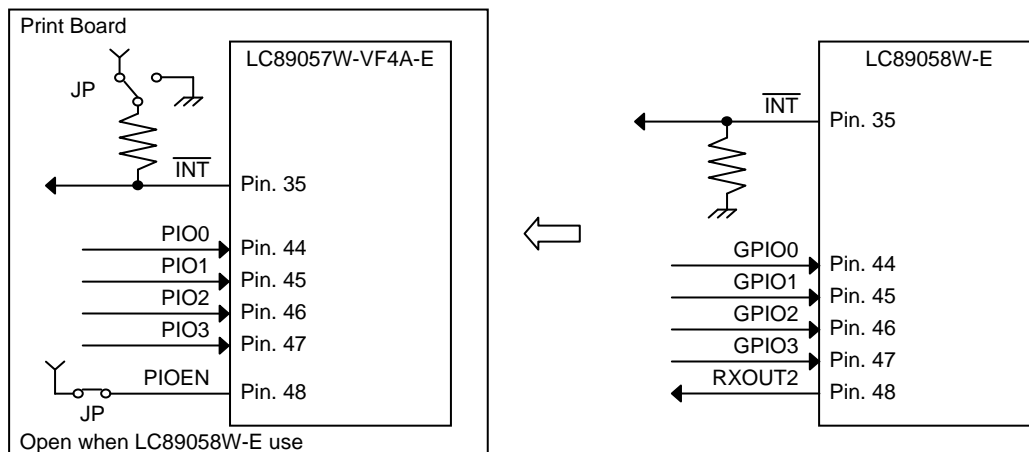 Print Board
LC89057W-VF4A-E
JP
INT
Pin. 35
PIO0
Pin. 44
PIO1
Pin. 45
PIO2
Pin. 46
PIO3
Pin. 47
PIOEN
Pin. 48
JP
Open when LC89058W-E use
LC89058W-E
INT
Pin. 35
GPIO0
Pin. 44
GPIO1
Pin. 45
GPIO2
Pin. 46
GPIO3
Pin. 47
RXOUT2
Pin. 48